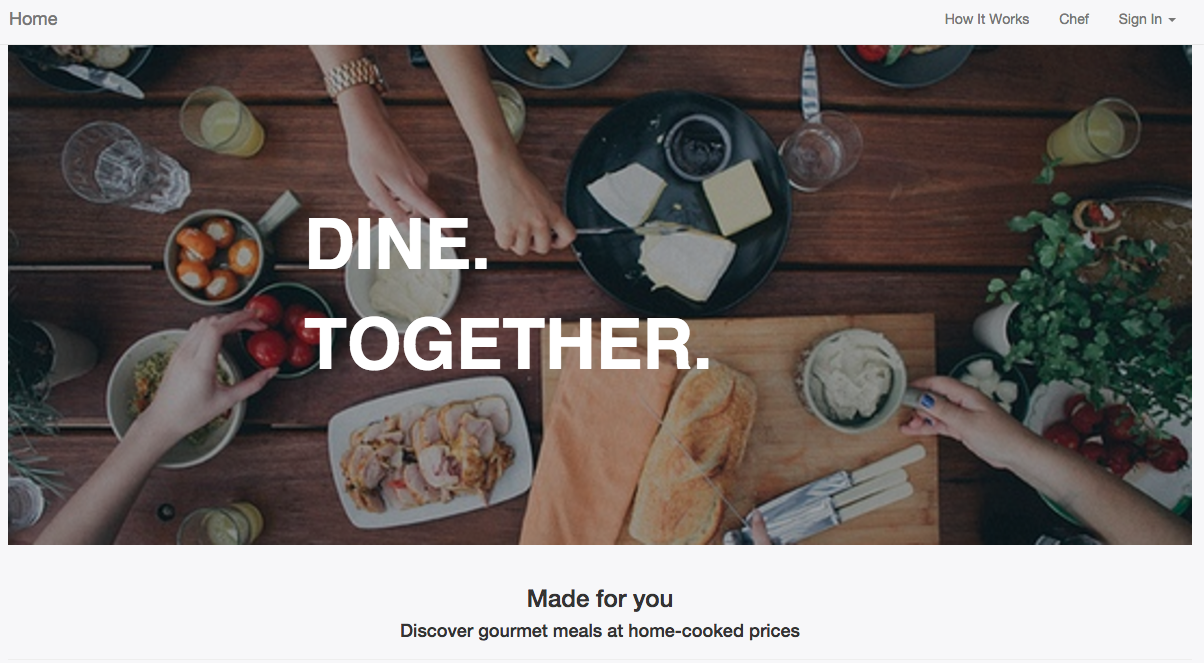 Home
How It Works
Chef
Sign In
DINE.
TOGETHER.
Made for you
Discover gourmet meals at home-cooked prices